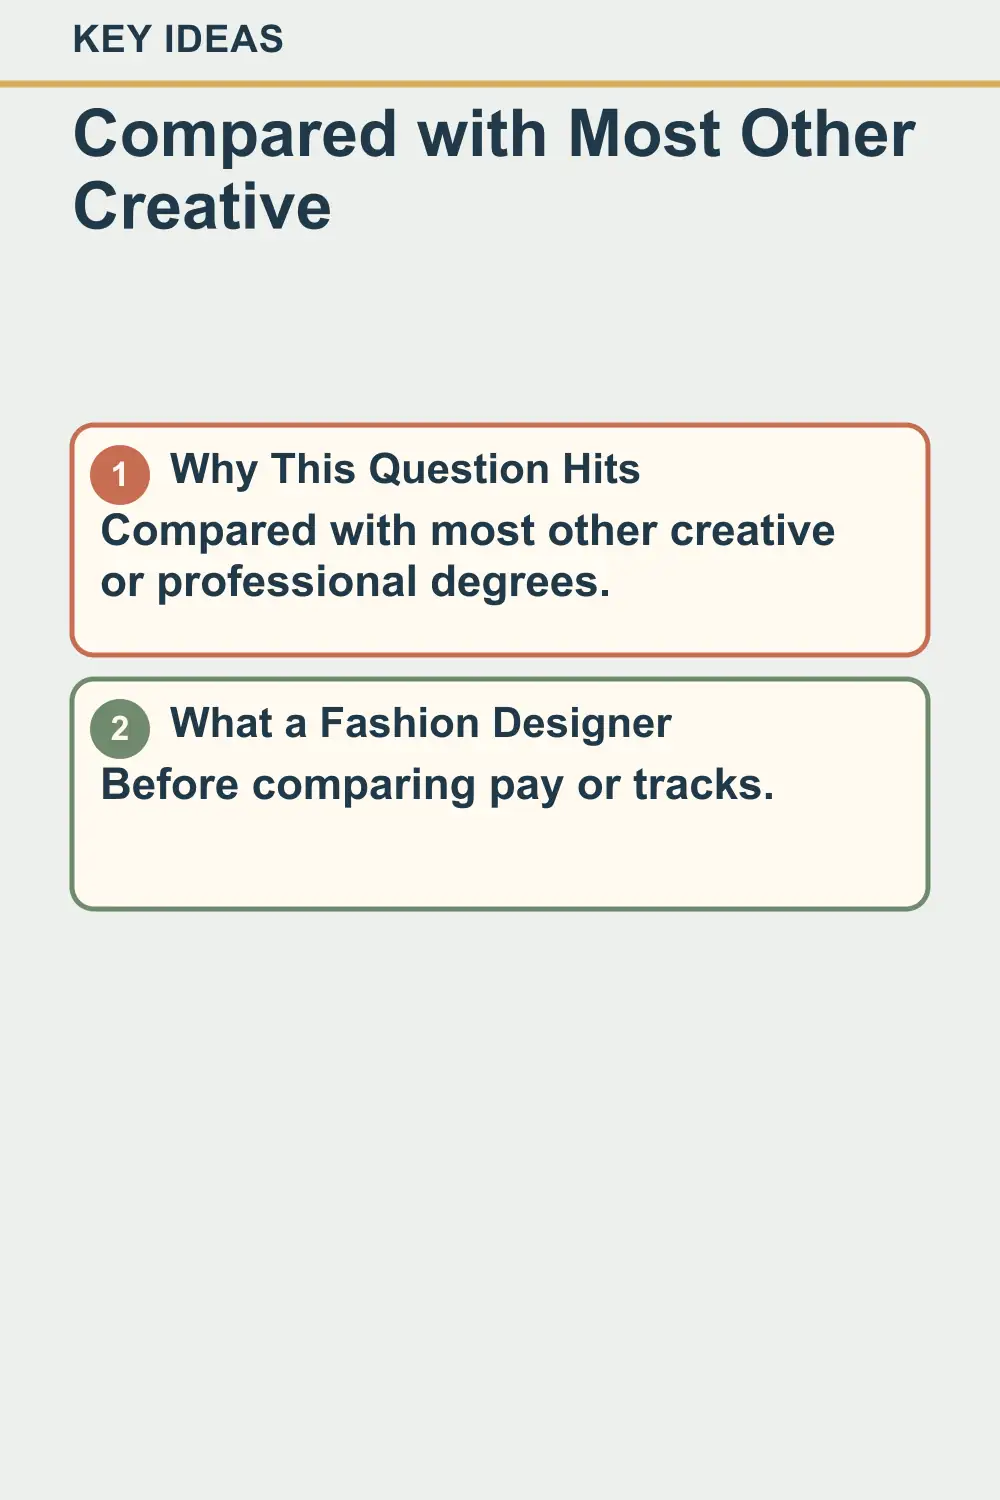 KEY IDEAS
Compared with Most Other
Creative
1 Why This Question Hits
Compared with most other creative
or professional degrees.
2 What a Fashion Designer
Before comparing pay or tracks.